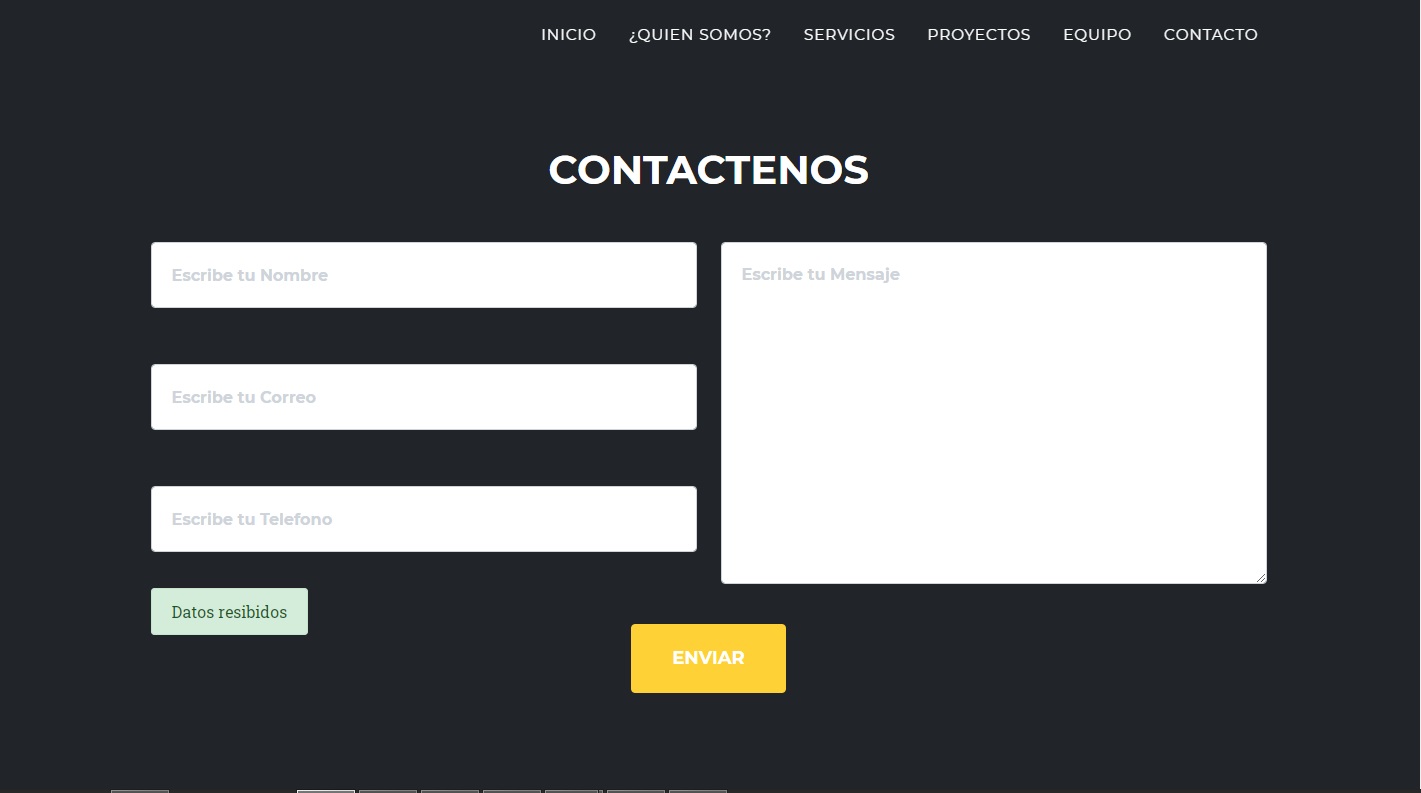 INICIO ¿QUIEN SOMOS? SERVICIOS PROYECTOS EQUIPO CONTACTO
CONTACTENOS
Escribe tu Nombre
Escribe tu Correo
Escribe tu Telefono
Escribe tu Mensaje
Datos resibidos
ENVIAR